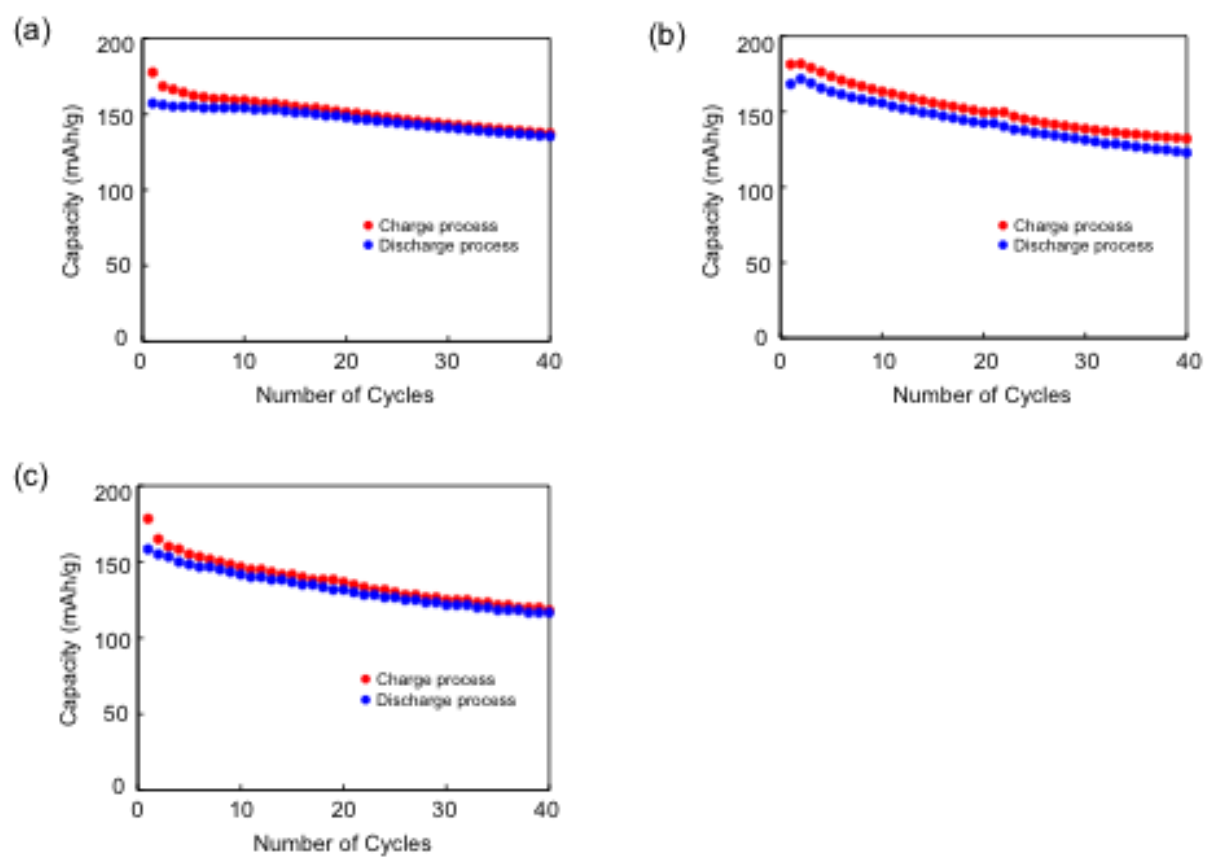 (a)
200
150
100
50
0
Capacity (mAh/g)
Charge process
Discharge process
0 10 20 30 40
Number of Cycles
(b)
200
150
100
50
0
Capacity (mAh/g)
Charge process
Discharge process
0 10 20 30 40
Number of Cycles
(c)
200
150
100
50
0
Capacity (mAh/g)
Charge process
Discharge process
0 10 20 30 40
Number of Cycles